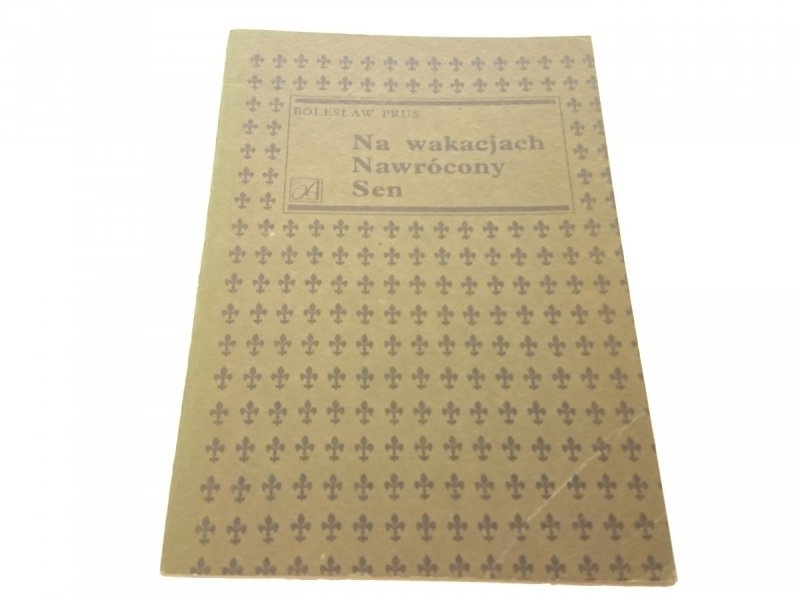 BOLESŁAW PRUS
Na wakacjach
Nawrócony
Sen